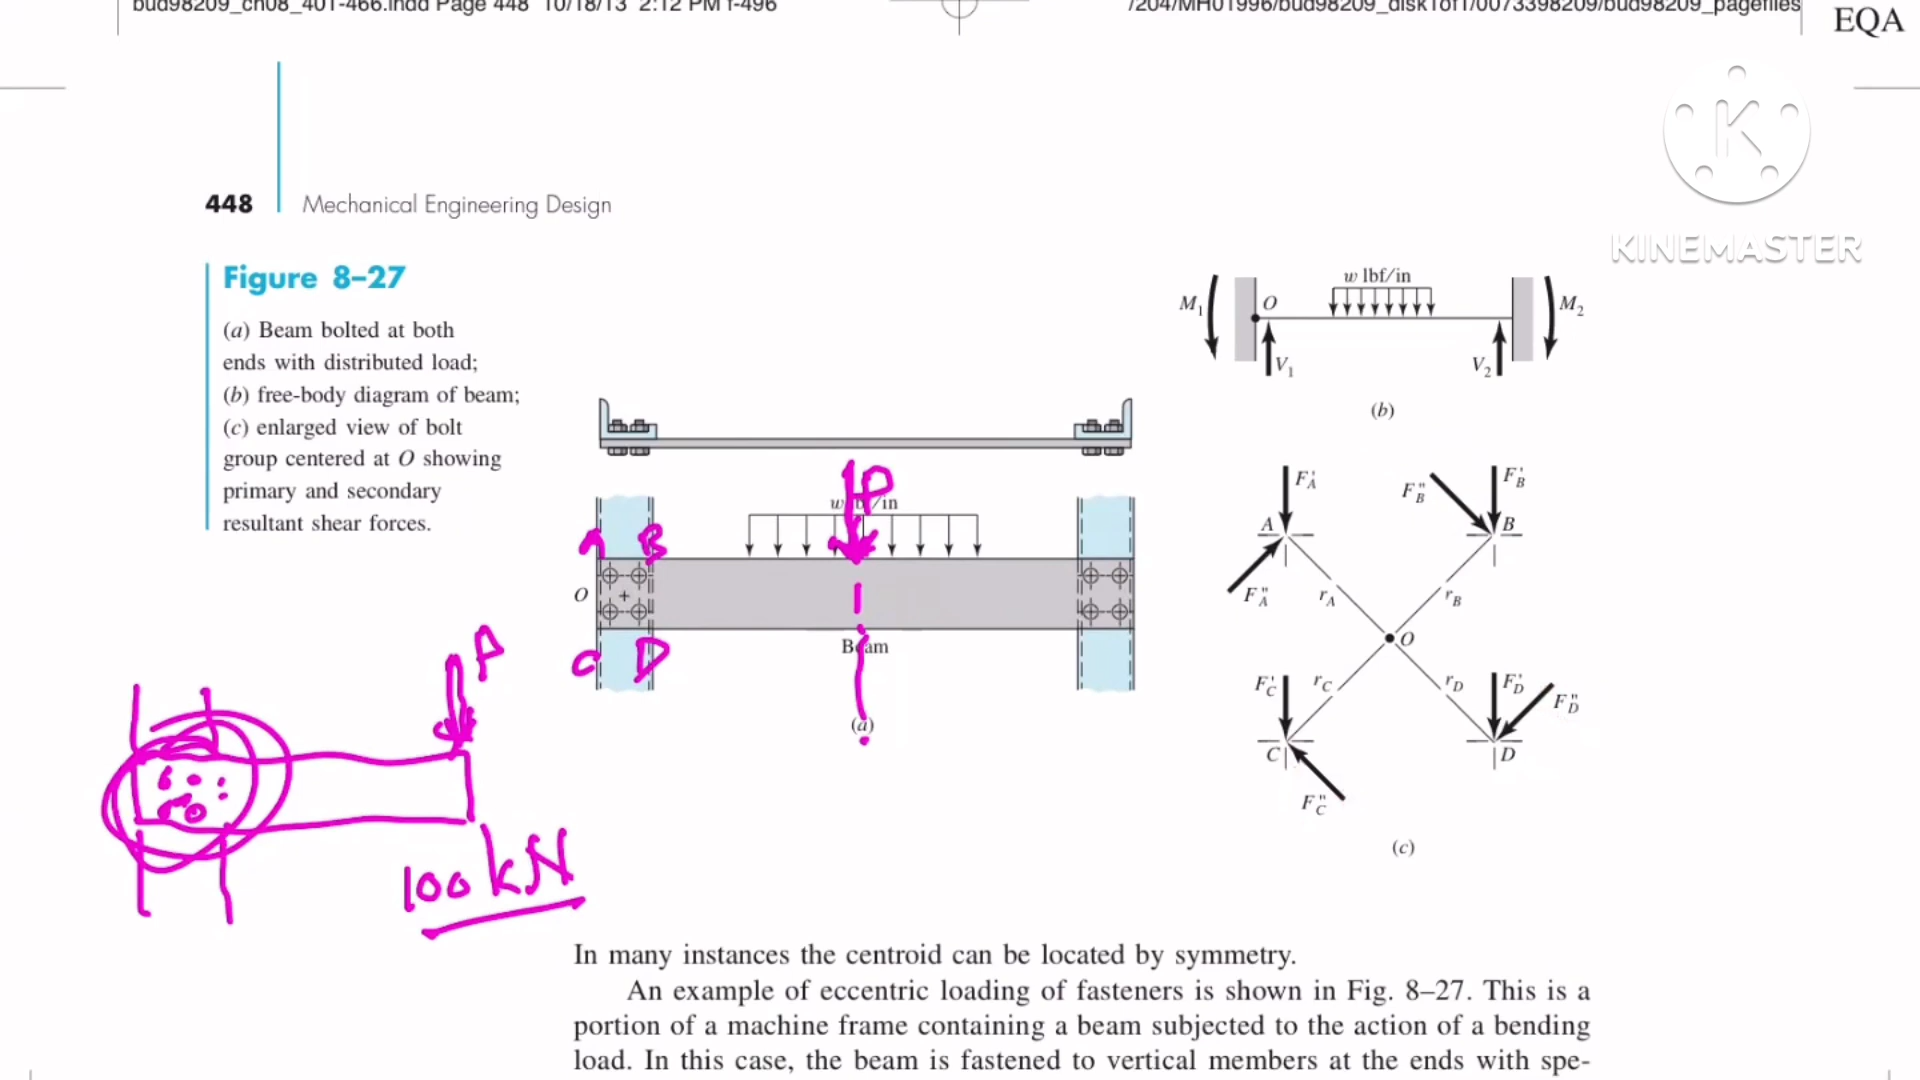 bud98209_ch08_401-466.indd Page 448 10/18/13 2:12 PM f-496
/204/MH01996/bud98209_disk1of1/0073398209/bud98209_pagefiles
EQA
KINEMASTER
448 Mechanical Engineering Design
Figure 8–27
(a) Beam bolted at both
ends with distributed load;
(b) free-body diagram of beam;
(c) enlarged view of bolt
group centered at O showing
primary and secondary
resultant shear forces.
w lbf/in
M1 O M2
V1 V2
(b)
P
w /in
A B
O
C D
Beam
(a)
P
100 kN
F'A F"B F'B
A B
F"A rA rB
O
F'C rC rD F'D F"D
C D
F"C
(c)
In many instances the centroid can be located by symmetry.
An example of eccentric loading of fasteners is shown in Fig. 8–27. This is a
portion of a machine frame containing a beam subjected to the action of a bending
load. In this case, the beam is fastened to vertical members at the ends with spe-